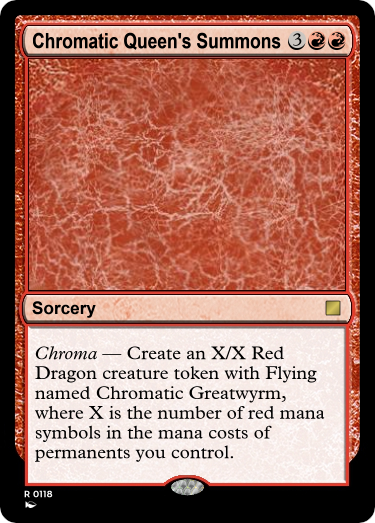 Chromatic Queen's Summons 3
Sorcery
Chroma — Create an X/X Red
Dragon creature token with Flying
named Chromatic Greatwyrm,
where X is the number of red mana
symbols in the mana costs of
permanents you control.
R 0118